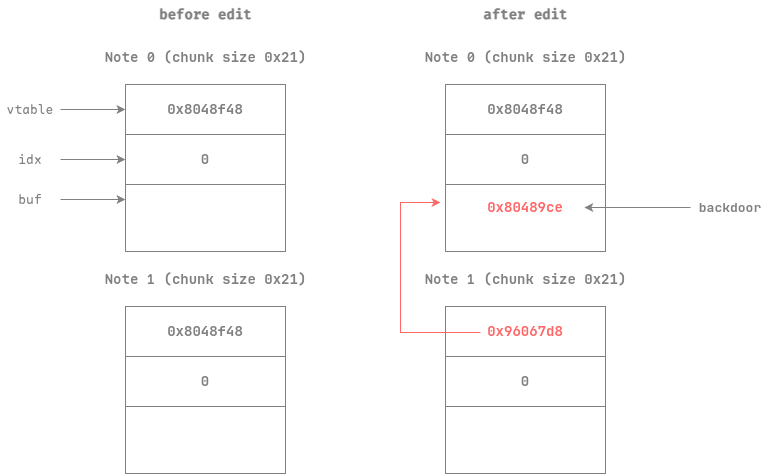 before edit
after edit
Note 0 (chunk size 0x21)
Note 0 (chunk size 0x21)
vtable
0x8048f48
0x8048f48
idx
0
0
buf
0x80489ce
backdoor
Note 1 (chunk size 0x21)
Note 1 (chunk size 0x21)
0x8048f48
0x96067d8
0
0